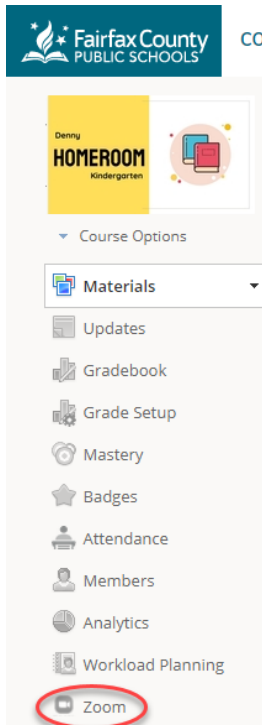 Fairfax County
PUBLIC SCHOOLS
CO
Denny
HOMEROOM
Kindergarten
Course Options
Materials
Updates
Gradebook
Grade Setup
Mastery
Badges
Attendance
Members
Analytics
Workload Planning
Zoom